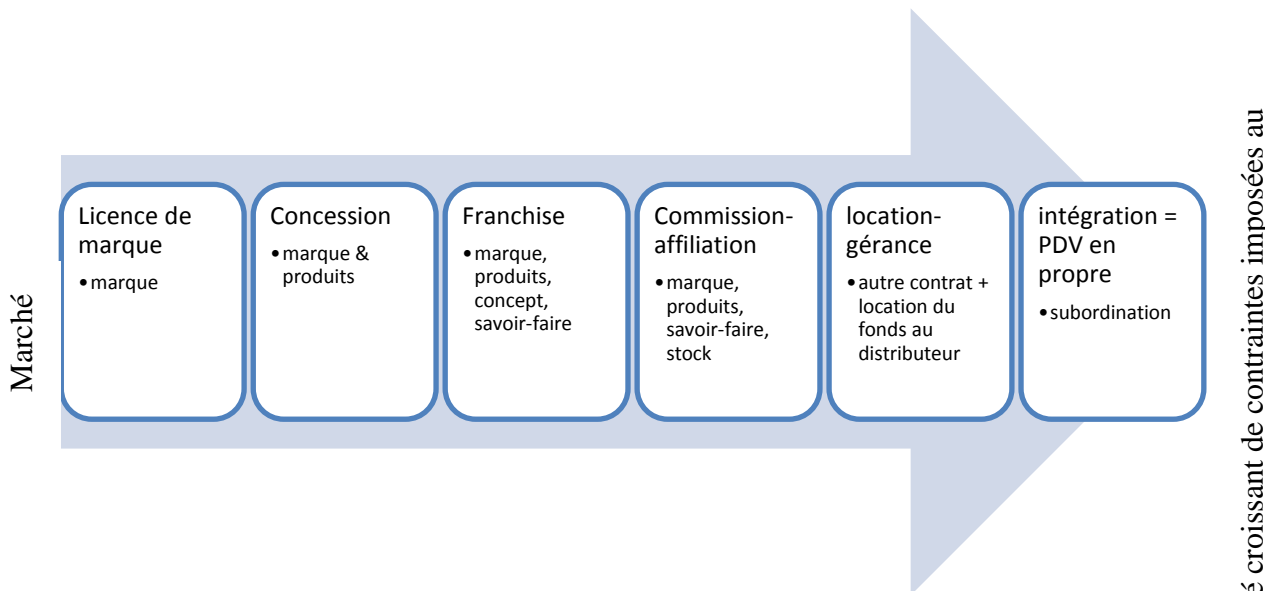 Marché
Licence de
marque
•marque
Concession
•marque &
produits
Franchise
•marque,
produits,
concept,
savoir-faire
Commission-
affiliation
•marque,
produits,
savoir-faire,
stock
location-
gérance
•autre contrat +
location du
fonds au
distributeur
intégration =
PDV en
propre
•subordination
croissant de contraintes imposées au